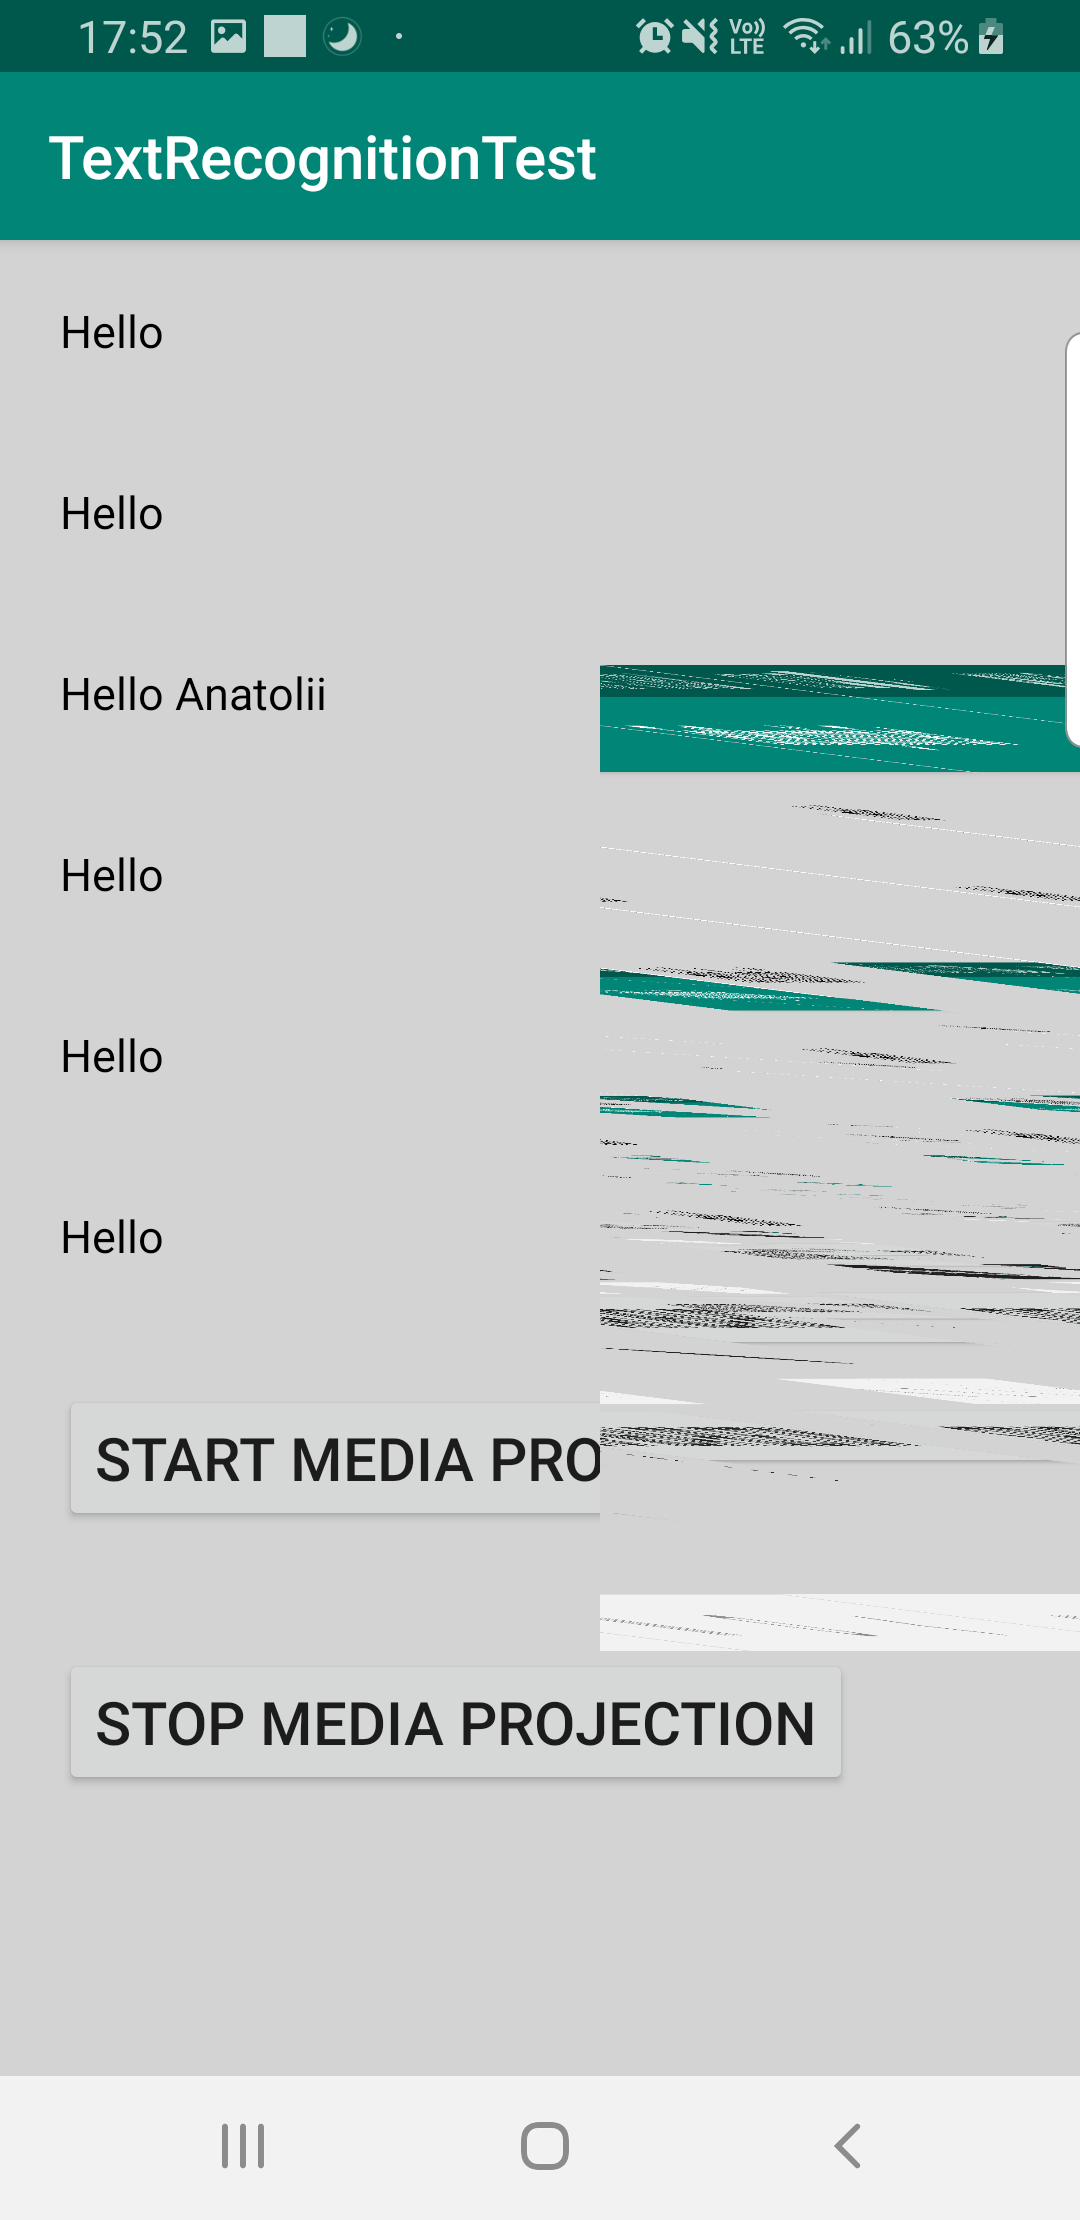 17:52 Vo)) LTE 63%
TextRecognitionTest
Hello
Hello
Hello Anatolii
Hello
Hello
Hello
START MEDIA PRO
STOP MEDIA PROJECTION